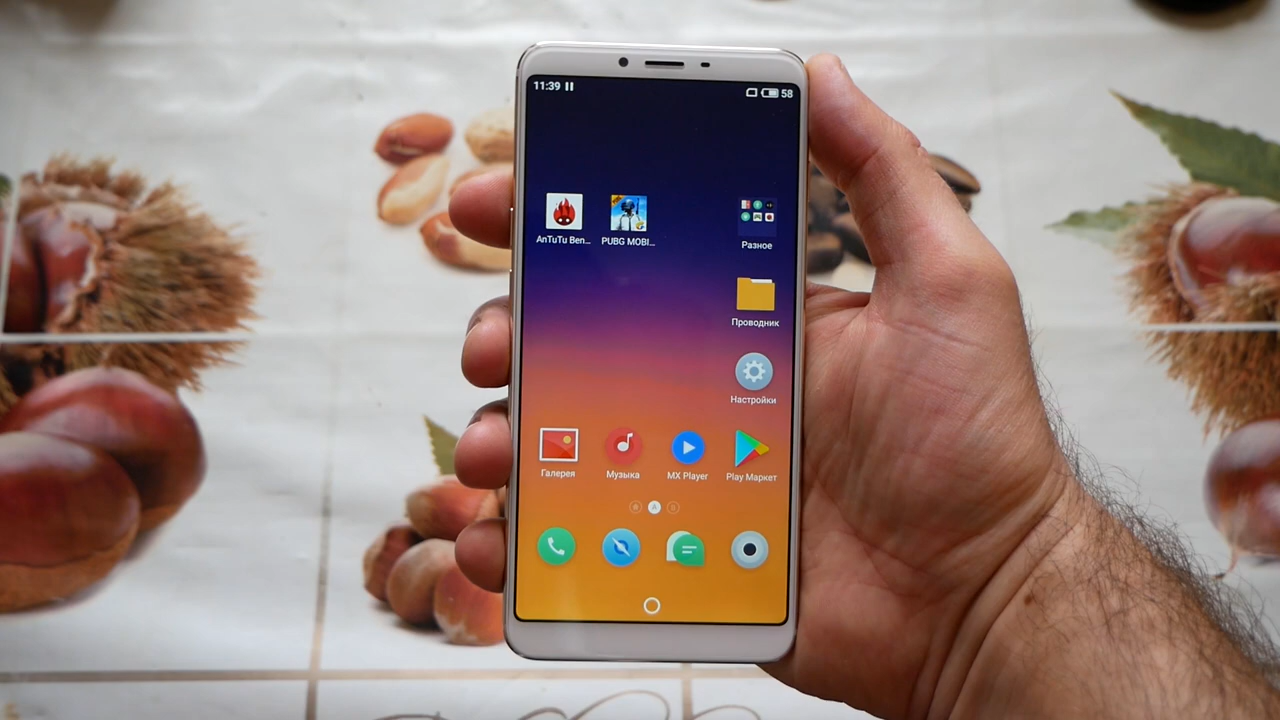 11:39
58
AnTuTu Ben...
PUBG MOBI...
Разное
Проводник
Настройки
Галерея
Музыка
MX Player
Play Маркет
A